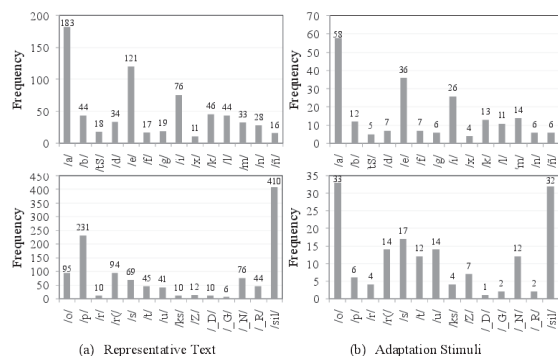 200
150
100
50
0
Frequency
183
44
18
34
121
17
19
76
11
46
44
33
28
16
/a/
/b/
/tS/
/d/
/e/
/f/
/g/
/i/
/x/
/k/
/l/
/m/
/n/
/ñ/
70
60
50
40
30
20
10
0
Frequency
58
12
5
7
36
7
6
26
4
13
11
14
6
6
/a/
/b/
/tS/
/d/
/e/
/f/
/g/
/i/
/x/
/k/
/l/
/m/
/n/
/ñ/
450
400
350
300
250
200
150
100
50
0
Frequency
95
231
10
94
69
45
41
10
12
10
6
76
44
410
/o/
/p/
/r/
/r(/
/s/
/t/
/u/
/ks/
/Z/
/_D/
/_G/
/_N/
/_R/
/sil/
35
30
25
20
15
10
5
0
Frequency
33
6
4
14
17
12
14
4
7
1
2
12
2
32
/o/
/p/
/r/
/r(/
/s/
/t/
/u/
/ks/
/Z/
/_D/
/_G/
/_N/
/_R/
/sil/
(a) Representative Text
(b) Adaptation Stimuli